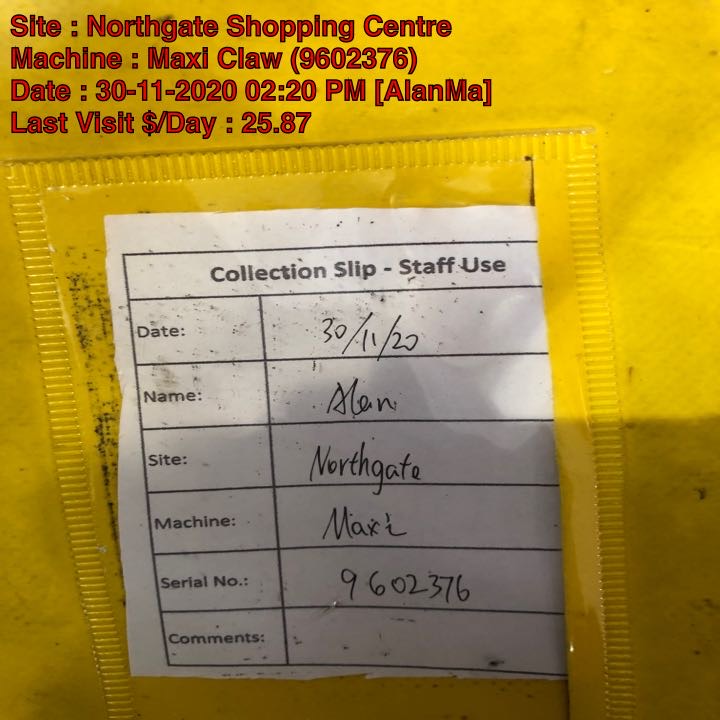 Site : Northgate Shopping Centre
Machine : Maxi Claw (9602376)
Date : 30-11-2020 02:20 PM [AlanMa]
Last Visit $/Day : 25.87
Collection Slip - Staff Use
Date: 30/11/20
Name: Alan
Site: Northgate
Machine: Maxi
Serial No.: 9602376
Comments: